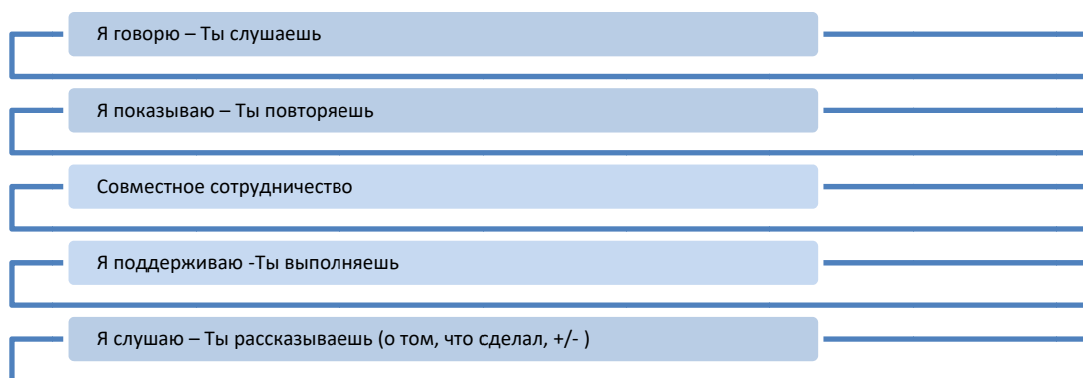 Я говорю – Ты слушаешь
Я показываю – Ты повторяешь
Совместное сотрудничество
Я поддерживаю -Ты выполняешь
Я слушаю – Ты рассказываешь (о том, что сделал, +/- )